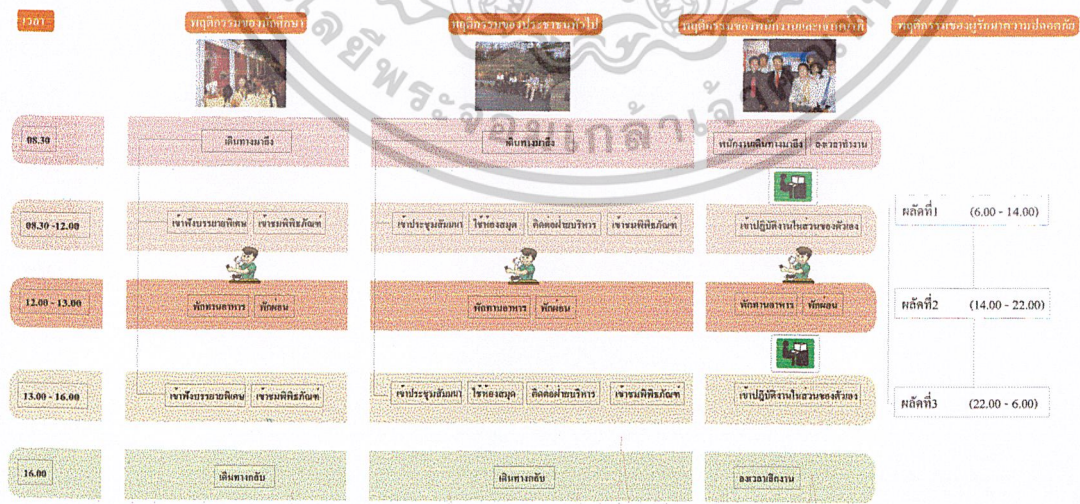 เวลา พฤติกรรมของนักศึกษา พฤติกรรมของประชาชนทั่วไป พฤติกรรมของพนักงานและ พฤติกรรมของผู้รักษาความปลอดภัย
พระจอมเกล้าเจ้า
08.30 เดินทางมาถึง เดินทางมาถึง พนักงานเดินทางมาถึง ลงเวลาทำงาน
08.30 -12.00 เข้าฟังบรรยายพิเศษ เข้าชมพิพิธภัณฑ์ เข้าประชุมสัมมนา ใช้ห้องสมุด ติดต่อฝ่ายบริหาร เข้าชมพิพิธภัณฑ์ เข้าปฏิบัติงานในส่วนของตัวเอง ผลัดที่1 (6.00 - 14.00)
12.00 - 13.00 พักทานอาหาร พักผ่อน พักทานอาหาร พักผ่อน พักทานอาหาร พักผ่อน ผลัดที่2 (14.00 - 22.00)
13.00 - 16.00 เข้าฟังบรรยายพิเศษ เข้าชมพิพิธภัณฑ์ เข้าประชุมสัมมนา ใช้ห้องสมุด ติดต่อฝ่ายบริหาร เข้าชมพิพิธภัณฑ์ เข้าปฏิบัติงานในส่วนของตัวเอง ผลัดที่3 (22.00 - 6.00)
16.00 เดินทางกลับ เดินทางกลับ ลงเวลาเลิกงาน